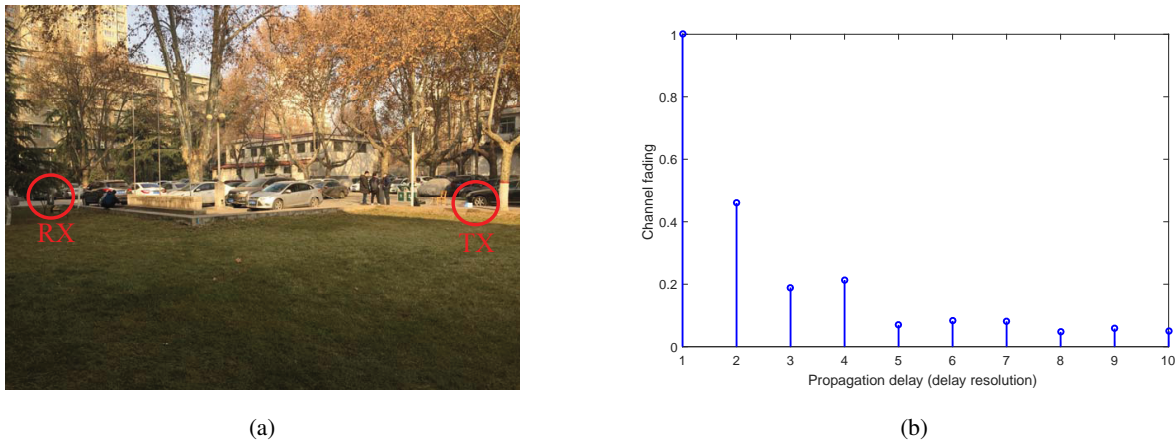 RX
TX
(a)
Channel fading
1
0.8
0.6
0.4
0.2
0
1 2 3 4 5 6 7 8 9 10
Propagation delay (delay resolution)
(b)